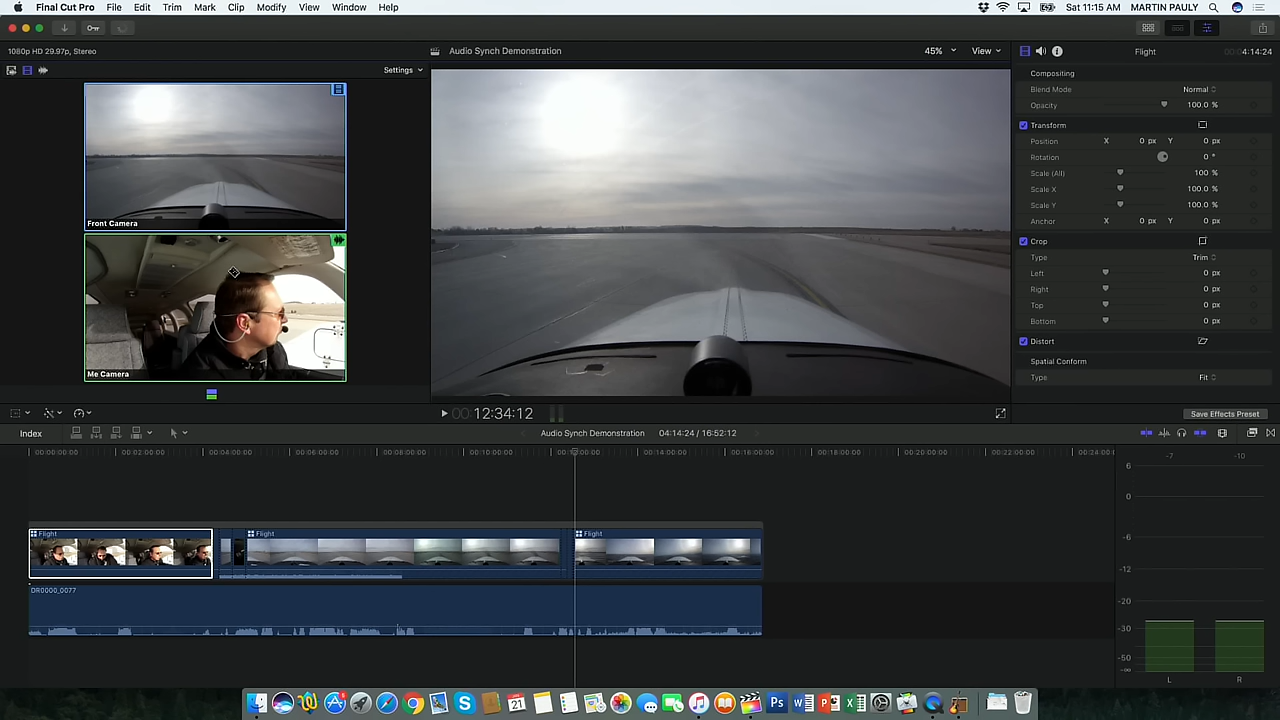 Final Cut Pro File Edit Trim Mark Clip Modify View Window Help Sat 11:15 AM MARTIN PAULY
1080p HD 29.97p, Stereo
Audio Synch Demonstration 45% View
Flight 4:14:24
Settings
Front Camera
Me Camera
Compositing
Blend Mode Normal
Opacity 100.0 %
Transform
Position X 0 px Y 0 px
Rotation 0 °
Scale (All) 100 %
Scale X 100.0 %
Scale Y 100.0 %
Anchor X 0 px Y 0 px
Crop
Type Trim
Left 0 px
Right 0 px
Top 0 px
Bottom 0 px
Distort
Spatial Conform
Type Fit
00 12:34:12
Save Effects Preset
Index Audio Synch Demonstration 04:14:24 / 16:52:12
00:00:00:00 00:02:00:00 00:04:00:00 00:06:00:00 00:08:00:00 00:10:00:00 00:14:00:00 00:16:00:00 00:18:00:00 00:20:00:00 00:22:00:00
-7 -10
6
0
-6
-12
-20
-30
-50
-∞
L R
Flight Flight Flight
DR0000_0077
21